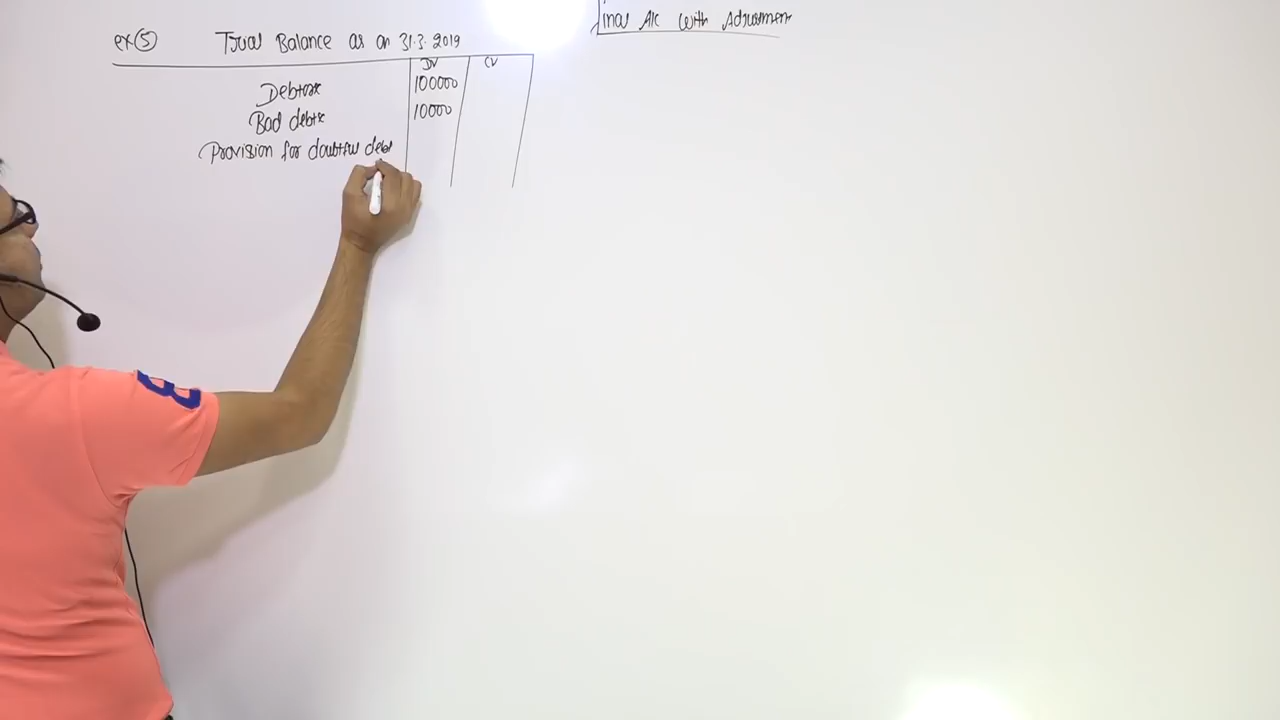 Final A/c with Adjustment
ex ⑤ Trial Balance as on 31.3.2019
Dr Cr
Debtors 100000
Bad debts 10000
Provision for doubtful debt